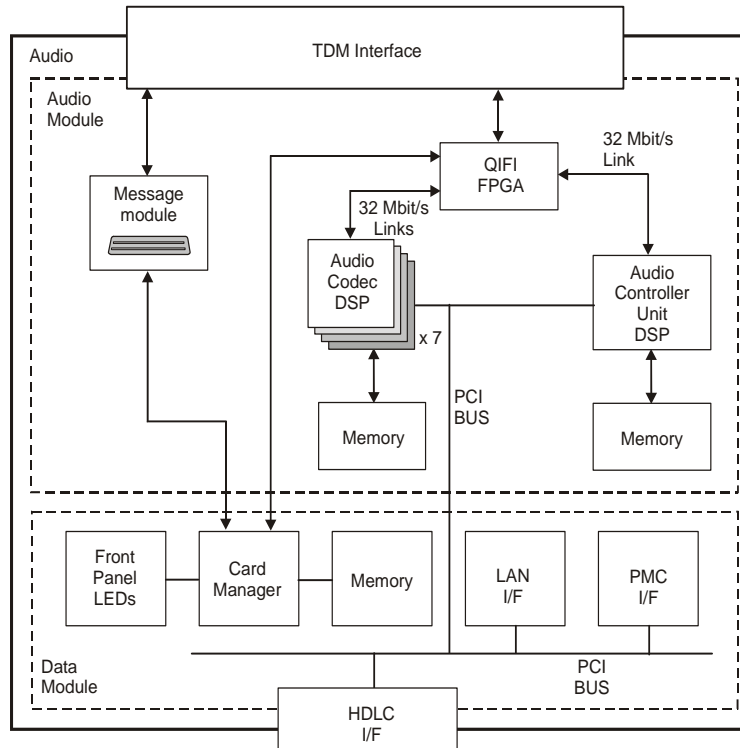 TDM Interface
Audio
Audio
Module
32 Mbit/s
Link
QIFI
FPGA
Message
module
32 Mbit/s
Links
Audio
Codec
DSP
x 7
Audio
Controller
Unit
DSP
PCI
BUS
Memory
Memory
Front
Panel
LEDs
Card
Manager
Memory
LAN
I/F
PMC
I/F
Data
Module
PCI
BUS
HDLC
I/F